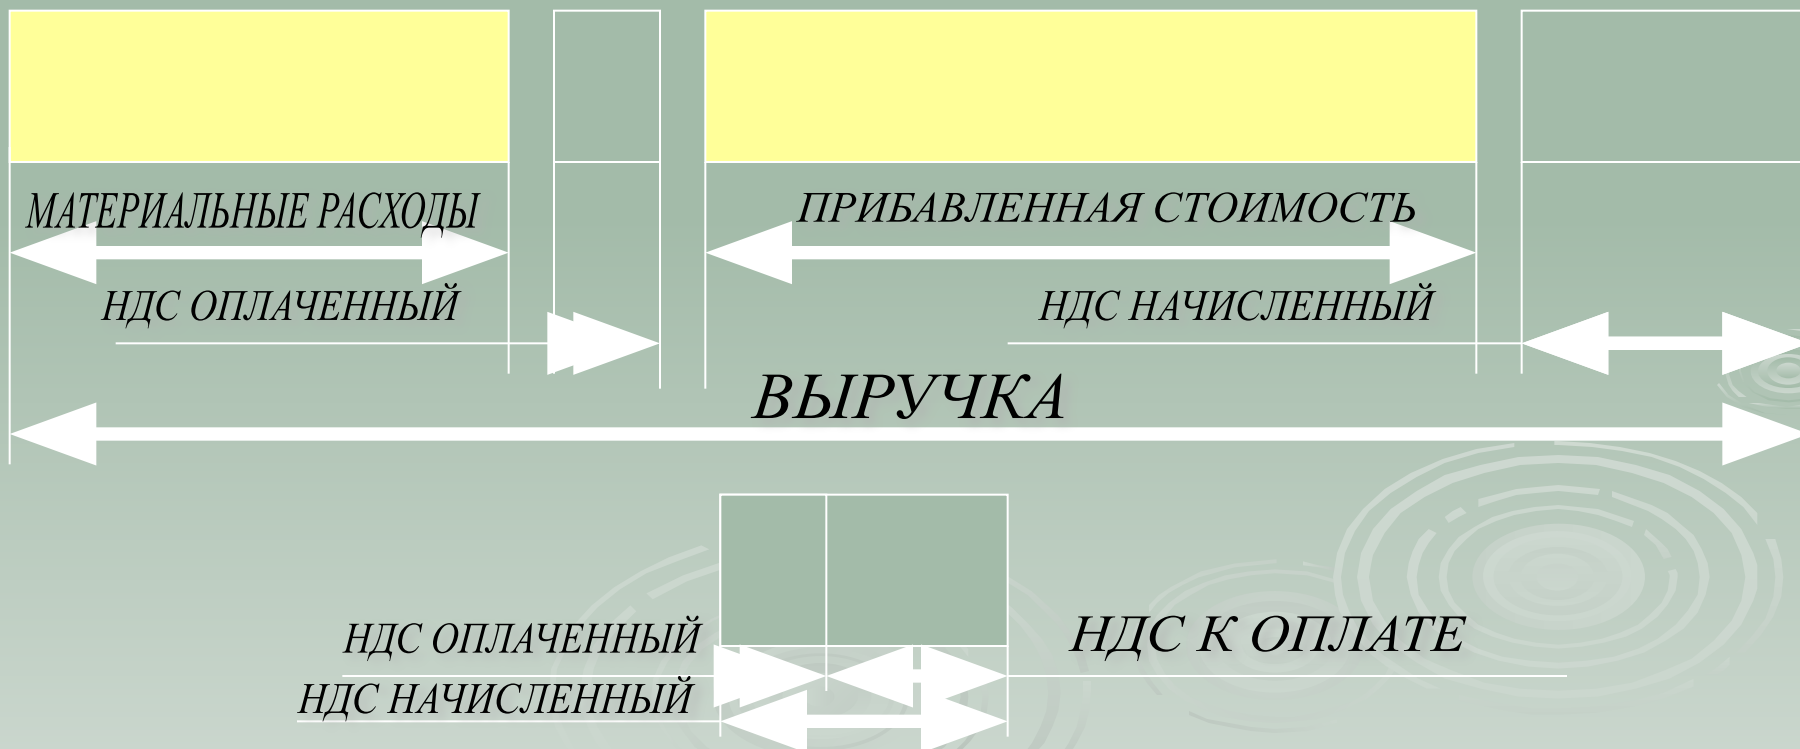 МАТЕРИАЛЬНЫЕ РАСХОДЫ
ПРИБАВЛЕННАЯ СТОИМОСТЬ
НДС ОПЛАЧЕННЫЙ
НДС НАЧИСЛЕННЫЙ
ВЫРУЧКА
НДС ОПЛАЧЕННЫЙ
НДС К ОПЛАТЕ
НДС НАЧИСЛЕННЫЙ